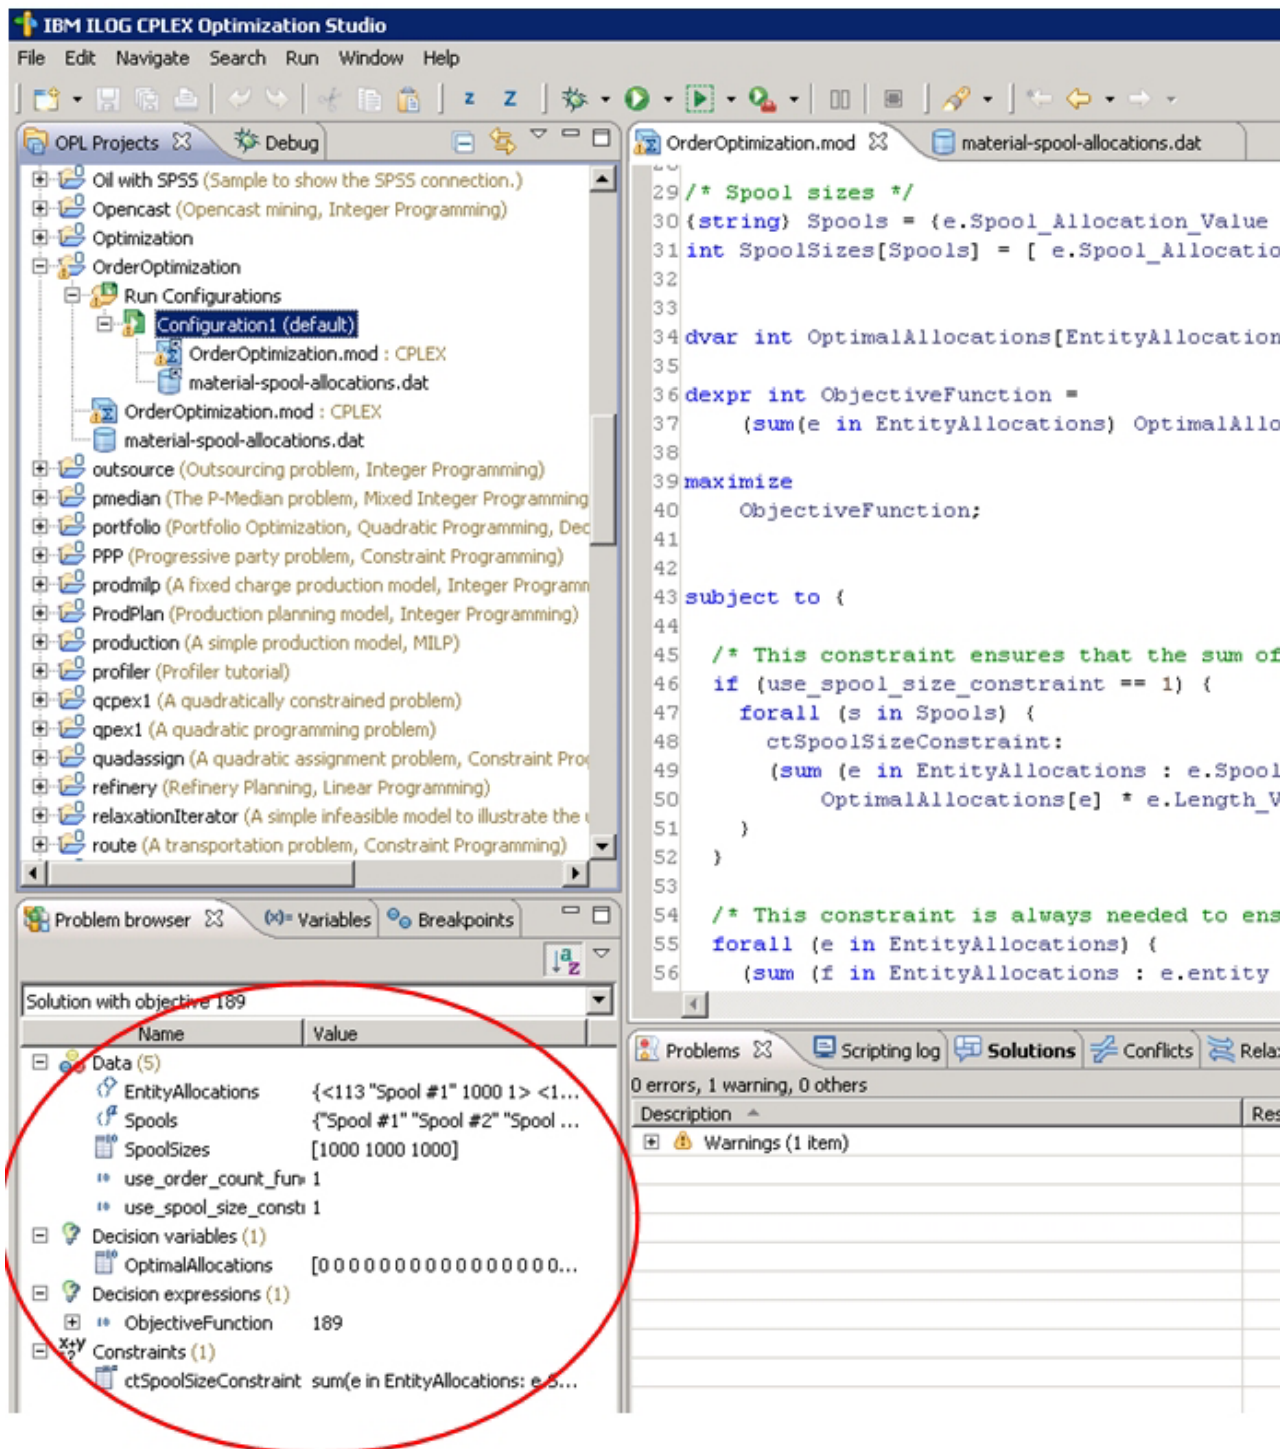 IBM ILOG CPLEX Optimization Studio
File Edit Navigate Search Run Window Help
OPL Projects Debug
Oil with SPSS (Sample to show the SPSS connection.)
Opencast (Opencast mining, Integer Programming)
Optimization
OrderOptimization
Run Configurations
Configuration1 (default)
OrderOptimization.mod : CPLEX
material-spool-allocations.dat
OrderOptimization.mod : CPLEX
material-spool-allocations.dat
outsource (Outsourcing problem, Integer Programming)
pmedian (The P-Median problem, Mixed Integer Programming
portfolio (Portfolio Optimization, Quadratic Programming, Dec
PPP (Progressive party problem, Constraint Programming)
prodmilp (A fixed charge production model, Integer Programm
ProdPlan (Production planning model, Integer Programming)
production (A simple production model, MILP)
profiler (Profiler tutorial)
qcpex1 (A quadratically constrained problem)
qpex1 (A quadratic programming problem)
quadassign (A quadratic assignment problem, Constraint Pro
refinery (Refinery Planning, Linear Programming)
relaxationIterator (A simple infeasible model to illustrate the
route (A transportation problem, Constraint Programming)
OrderOptimization.mod material-spool-allocations.dat
29 /* Spool sizes */
30 {string} Spools = {e.Spool_Allocation_Value
31 int SpoolSizes[Spools] = [ e.Spool_Allocatio
32
33
34 dvar int OptimalAllocations[EntityAllocation
35
36 dexpr int ObjectiveFunction =
37 (sum(e in EntityAllocations) OptimalAllo
38
39 maximize
40 ObjectiveFunction;
41
42
43 subject to {
44
45 /* This constraint ensures that the sum of
46 if (use_spool_size_constraint == 1) {
47 forall (s in Spools) {
48 ctSpoolSizeConstraint:
49 (sum (e in EntityAllocations : e.Spool
50 OptimalAllocations[e] * e.Length_V
51 }
52 }
53
54 /* This constraint is always needed to ens
55 forall (e in EntityAllocations) {
56 (sum (f in EntityAllocations : e.entity
Problem browser (x)= Variables Breakpoints
Solution with objective 189
Name Value
Data (5)
EntityAllocations {<113 "Spool #1" 1000 1> <1...
Spools {"Spool #1" "Spool #2" "Spool ...
SpoolSizes [1000 1000 1000]
use_order_count_fun 1
use_spool_size_consti 1
Decision variables (1)
OptimalAllocations [0 0 0 0 0 0 0 0 0 0 0 0 0 0 0 0...
Decision expressions (1)
ObjectiveFunction 189
Constraints (1)
ctSpoolSizeConstraint sum(e in EntityAllocations: e.S...
Problems Scripting log Solutions Conflicts Relax
0 errors, 1 warning, 0 others
Description Res
Warnings (1 item)